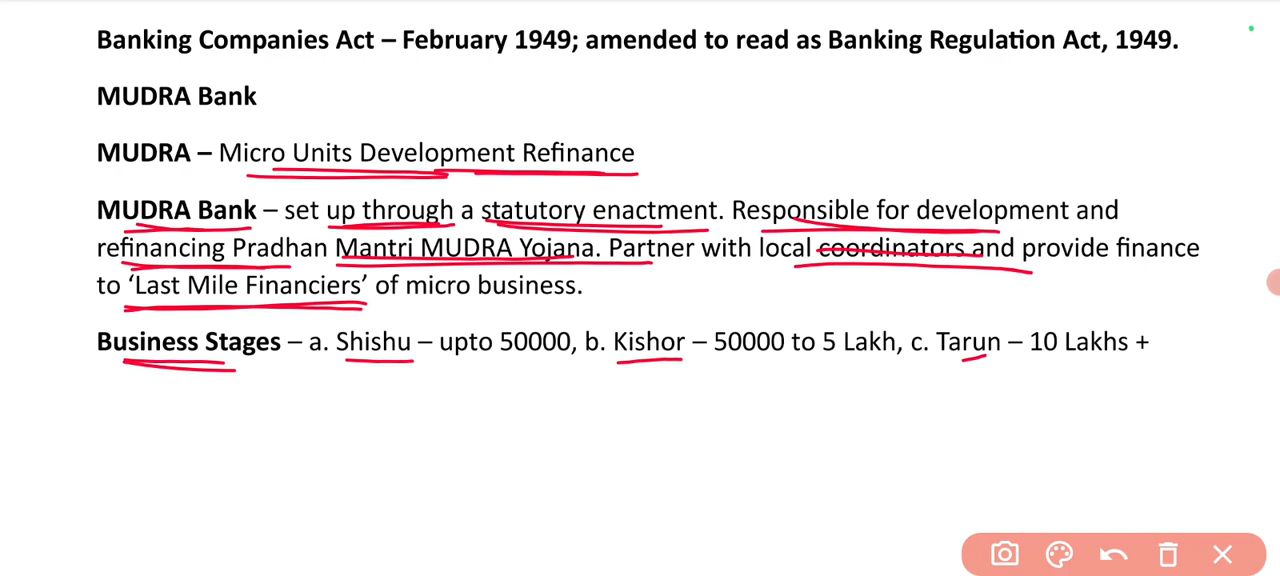 Banking Companies Act – February 1949; amended to read as Banking Regulation Act, 1949.
MUDRA Bank
MUDRA – Micro Units Development Refinance
MUDRA Bank – set up through a statutory enactment. Responsible for development and
refinancing Pradhan Mantri MUDRA Yojana. Partner with local coordinators and provide finance
to ‘Last Mile Financiers’ of micro business.
Business Stages – a. Shishu – upto 50000, b. Kishor – 50000 to 5 Lakh, c. Tarun – 10 Lakhs +